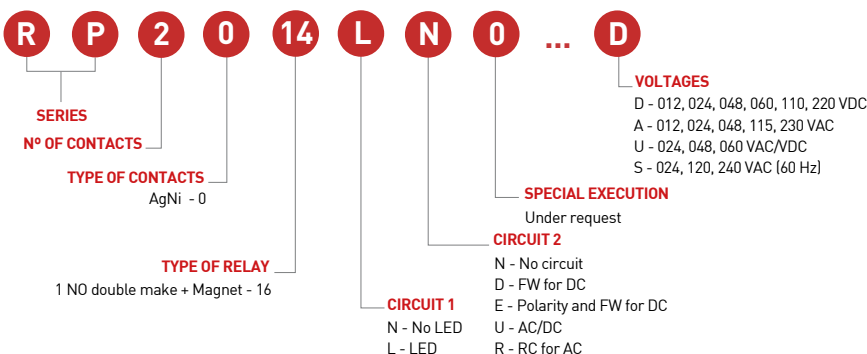 R P 2 0 14 L N 0 ... D
VOLTAGES
D - 012, 024, 048, 060, 110, 220 VDC
A - 012, 024, 048, 115, 230 VAC
U - 024, 048, 060 VAC/VDC
S - 024, 120, 240 VAC (60 Hz)
SERIES
Nº OF CONTACTS
TYPE OF CONTACTS
AgNi - 0
SPECIAL EXECUTION
Under request
TYPE OF RELAY
1 NO double make + Magnet - 16
CIRCUIT 2
N - No circuit
D - FW for DC
E - Polarity and FW for DC
U - AC/DC
R - RC for AC
CIRCUIT 1
N - No LED
L - LED